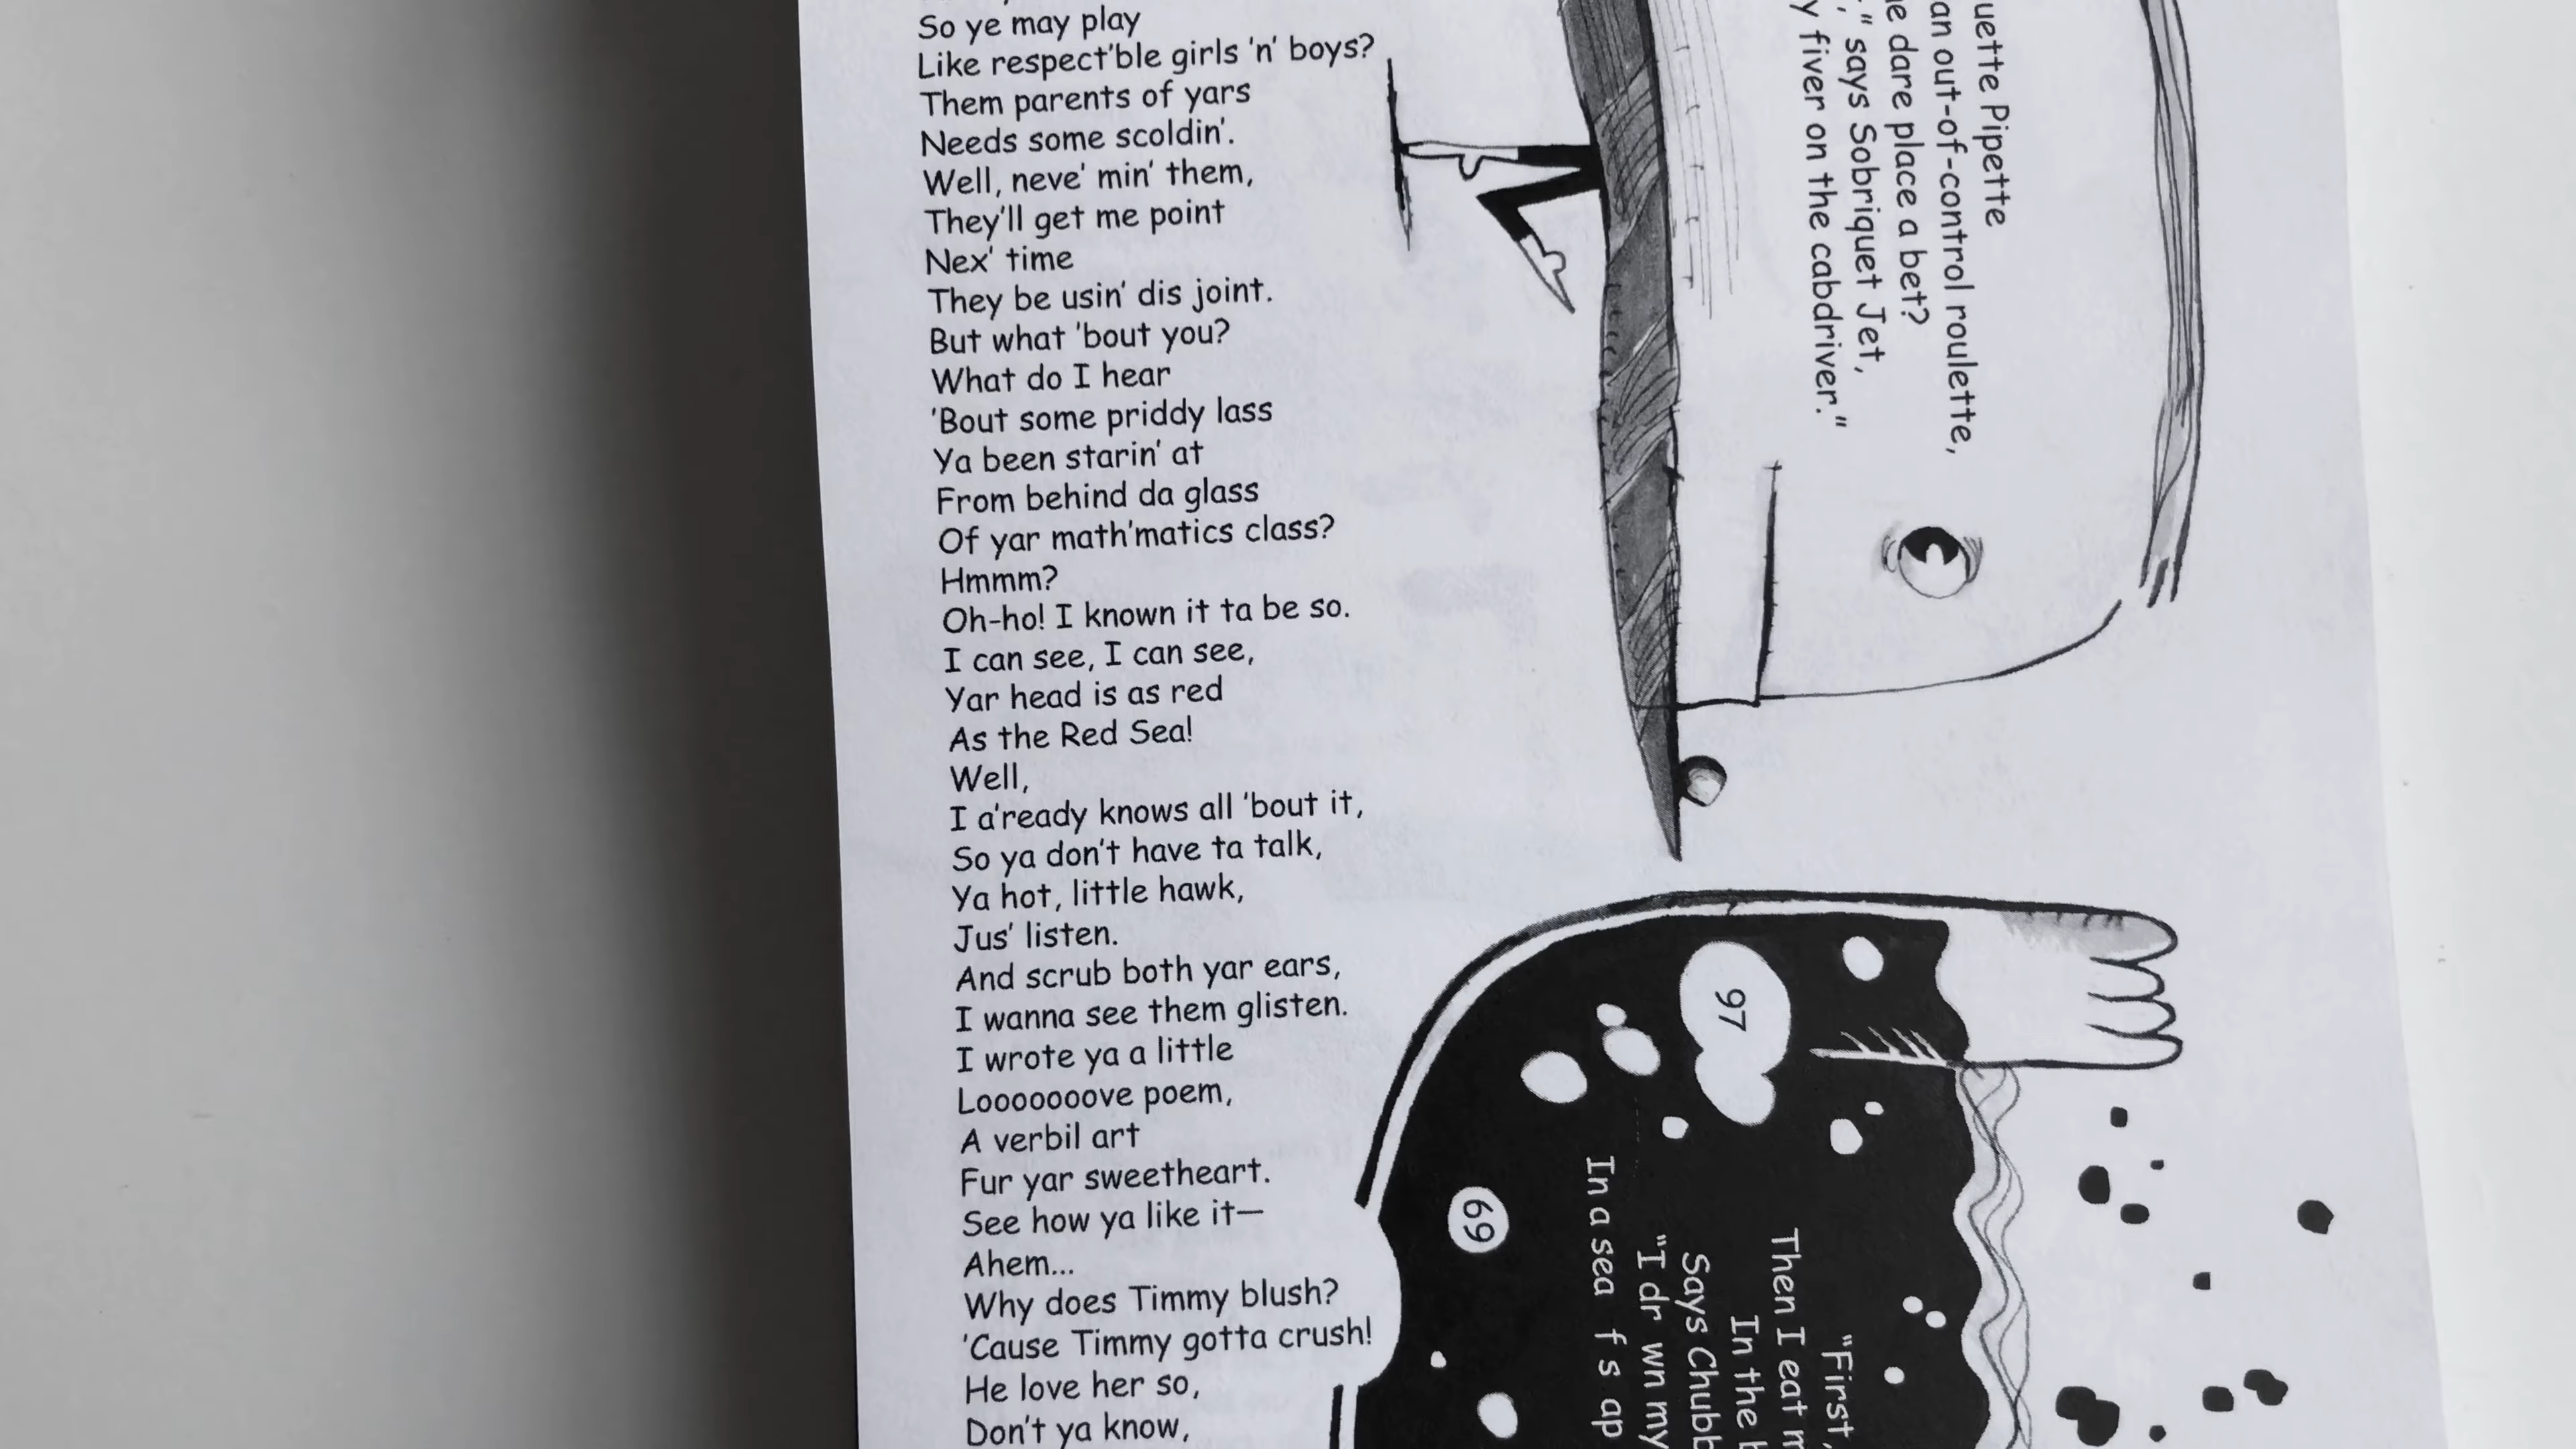 So ye may play
Like respect'ble girls 'n' boys?
Them parents of yars
Needs some scoldin'.
Well, neve' min' them,
They'll get me point
Nex' time
They be usin' dis joint.
But what 'bout you?
What do I hear
'Bout some priddy lass
Ya been starin' at
From behind da glass
Of yar math'matics class?
Hmmm?
Oh-ho! I known it ta be so.
I can see, I can see,
Yar head is as red
As the Red Sea!
Well,
I a'ready knows all 'bout it,
So ya don't have ta talk,
Ya hot, little hawk,
Jus' listen.
And scrub both yar ears,
I wanna see them glisten.
I wrote ya a little
Looooooove poem,
A verbil art
Fur yar sweetheart.
See how ya like it—
Ahem...
Why does Timmy blush?
'Cause Timmy gotta crush!
He love her so,
Don't ya know,
Pipette
an out-of-control roulette,
dare place a bet?
says Sobriquet Jet,
fiver on the cabdriver."
97
69
"First,
Then I eat
In the
Says
"I dr wn my
In a sea f s ap